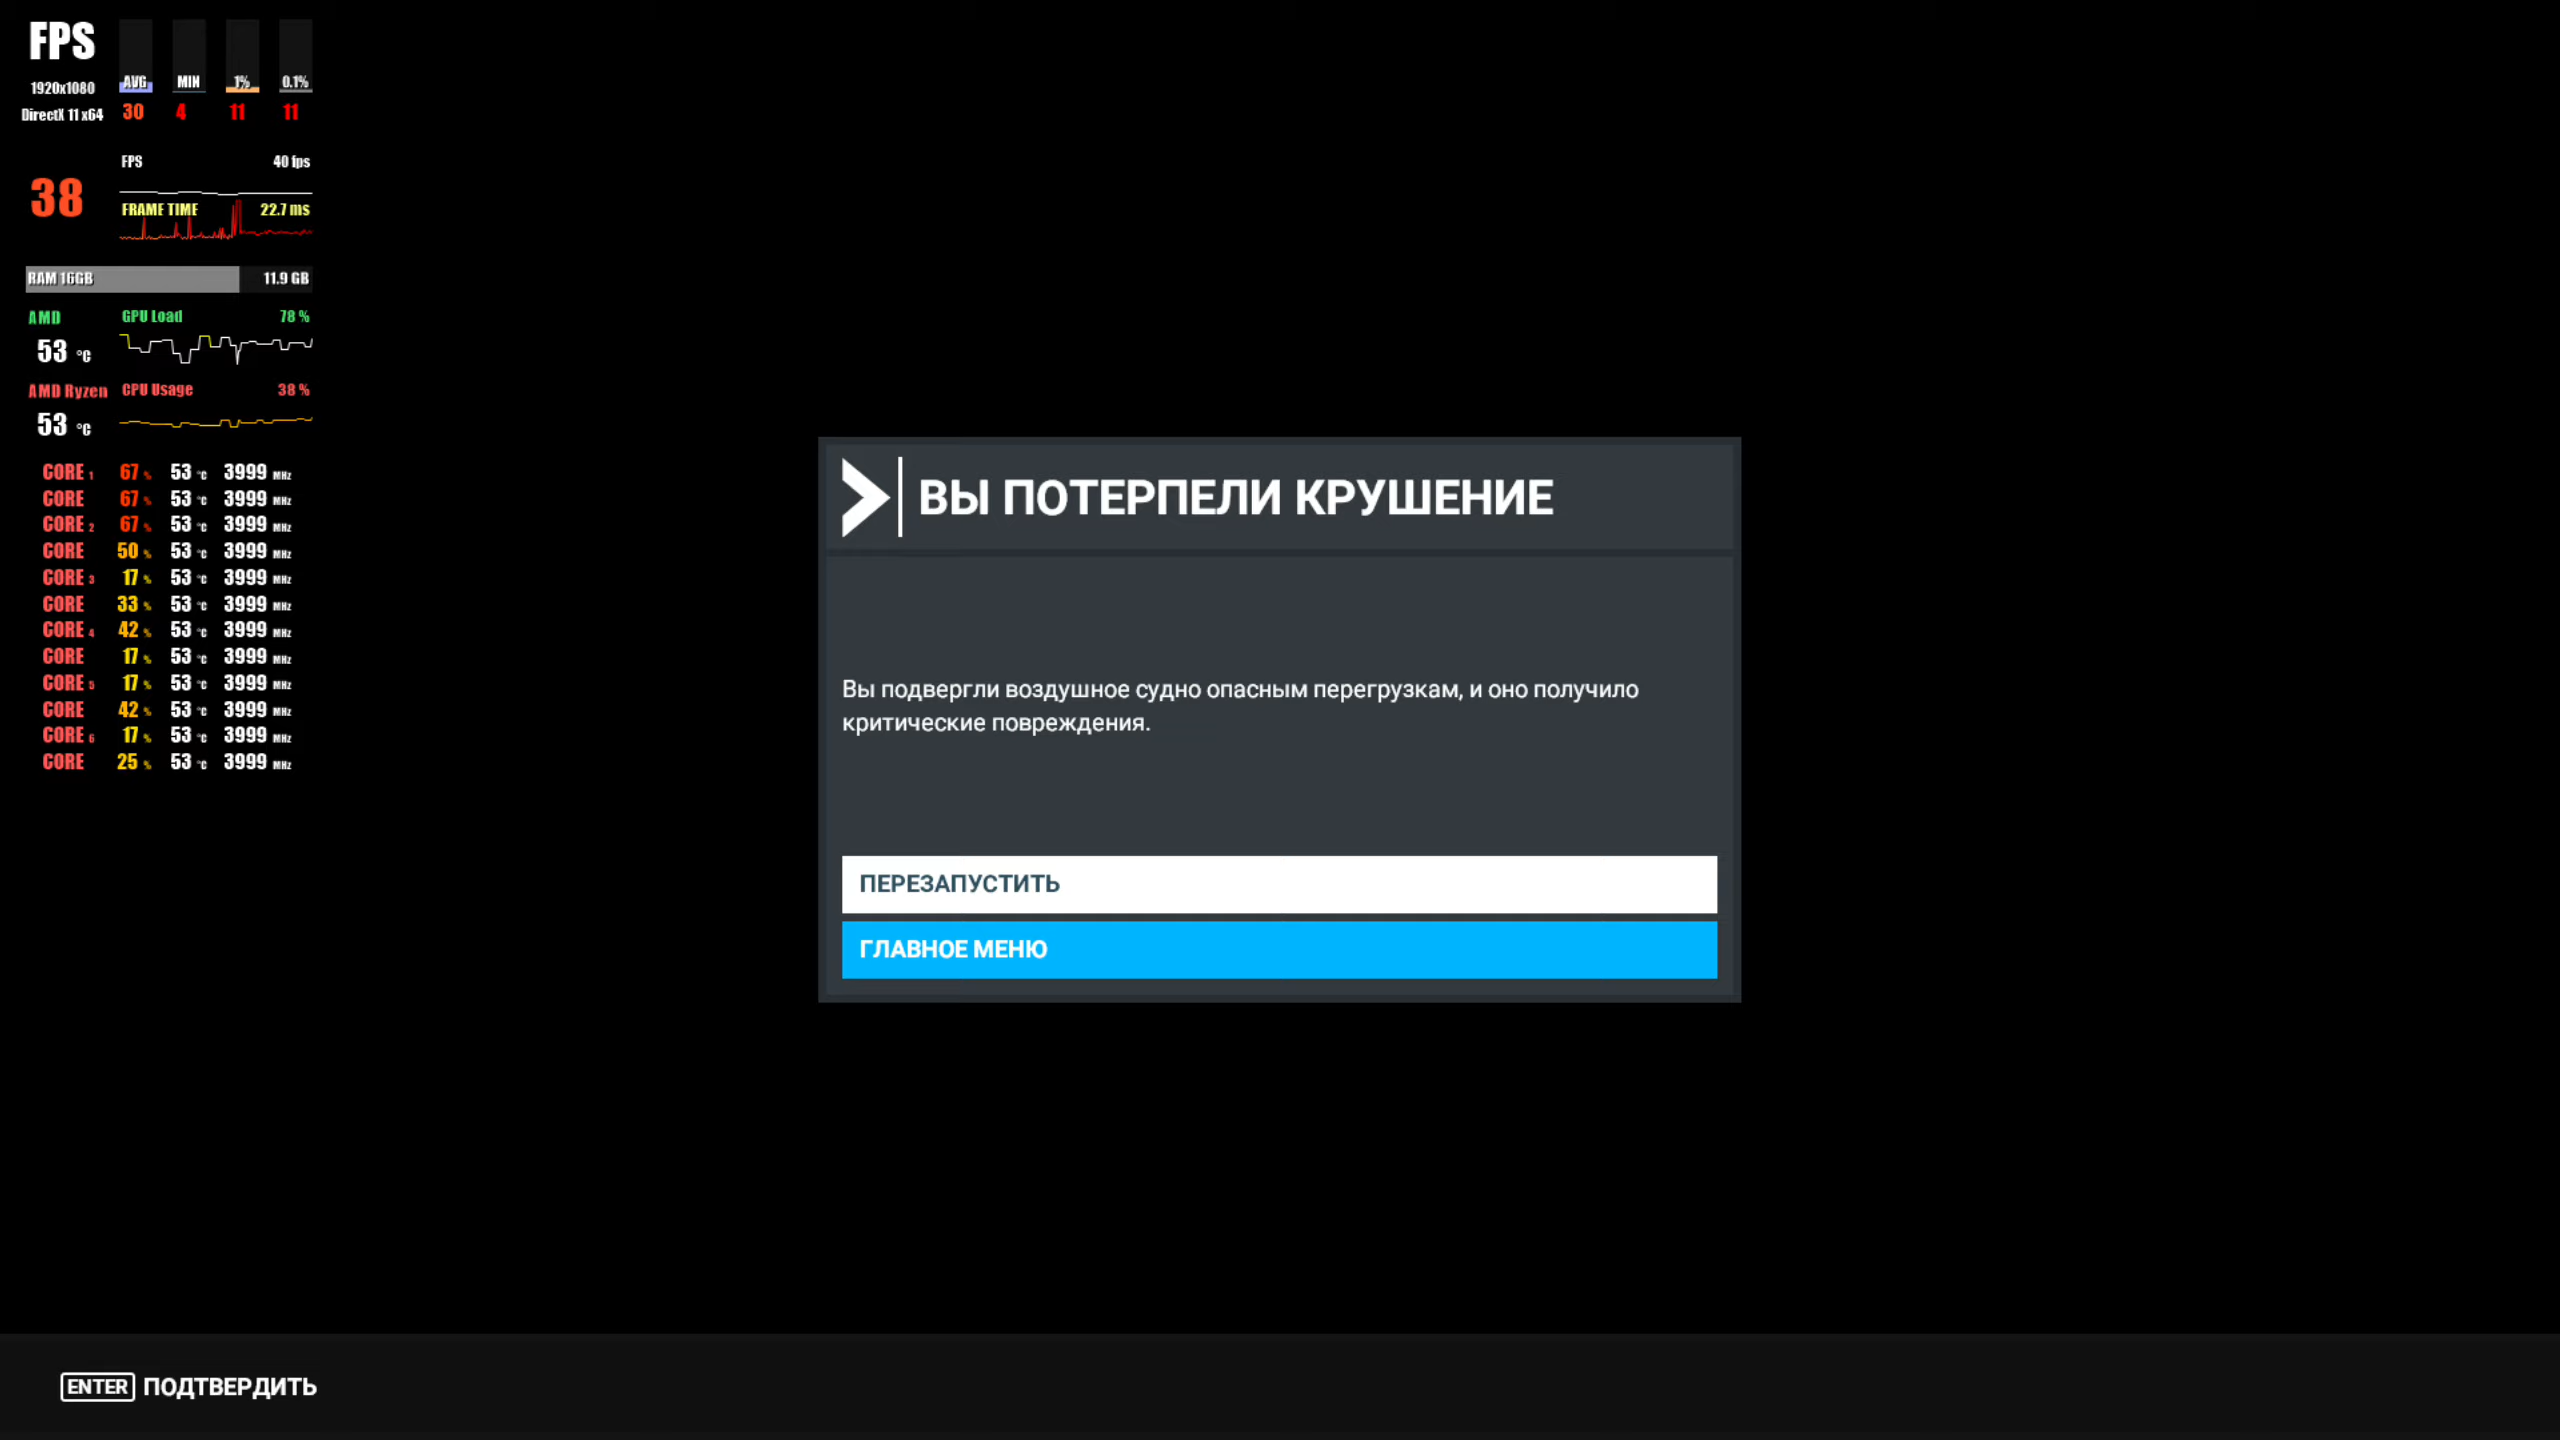 FPS
AVG MIN 1% 0.1%
1920x1080
DirectX 11 x64 30 4 11 11
FPS 40 fps
38
FRAME TIME 22.7 ms
RAM 16GB 11.9 GB
AMD GPU Load 78 %
53 °C
AMD Ryzen CPU Usage 38 %
53 °C
CORE 1 67 % 53 °C 3999 MHz
CORE 67 % 53 °C 3999 MHz
CORE 2 67 % 53 °C 3999 MHz
CORE 50 % 53 °C 3999 MHz
CORE 3 17 % 53 °C 3999 MHz
CORE 33 % 53 °C 3999 MHz
CORE 4 42 % 53 °C 3999 MHz
CORE 17 % 53 °C 3999 MHz
CORE 5 17 % 53 °C 3999 MHz
CORE 42 % 53 °C 3999 MHz
CORE 6 17 % 53 °C 3999 MHz
CORE 25 % 53 °C 3999 MHz
ВЫ ПОТЕРПЕЛИ КРУШЕНИЕ
Вы подвергли воздушное судно опасным перегрузкам, и оно получило
критические повреждения.
ПЕРЕЗАПУСТИТЬ
ГЛАВНОЕ МЕНЮ
ENTER ПОДТВЕРДИТЬ